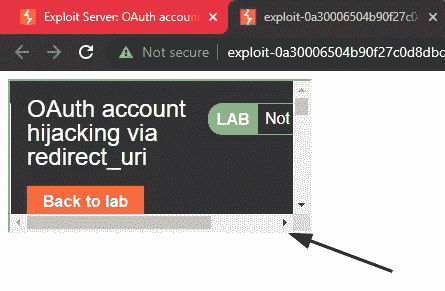 Exploit Server: OAuth accoun
exploit-0a30006504b90f27c0
Not secure
exploit-0a30006504b90f27c0d8dbc
OAuth account
hijacking via
redirect_uri
LAB
Not
Back to lab